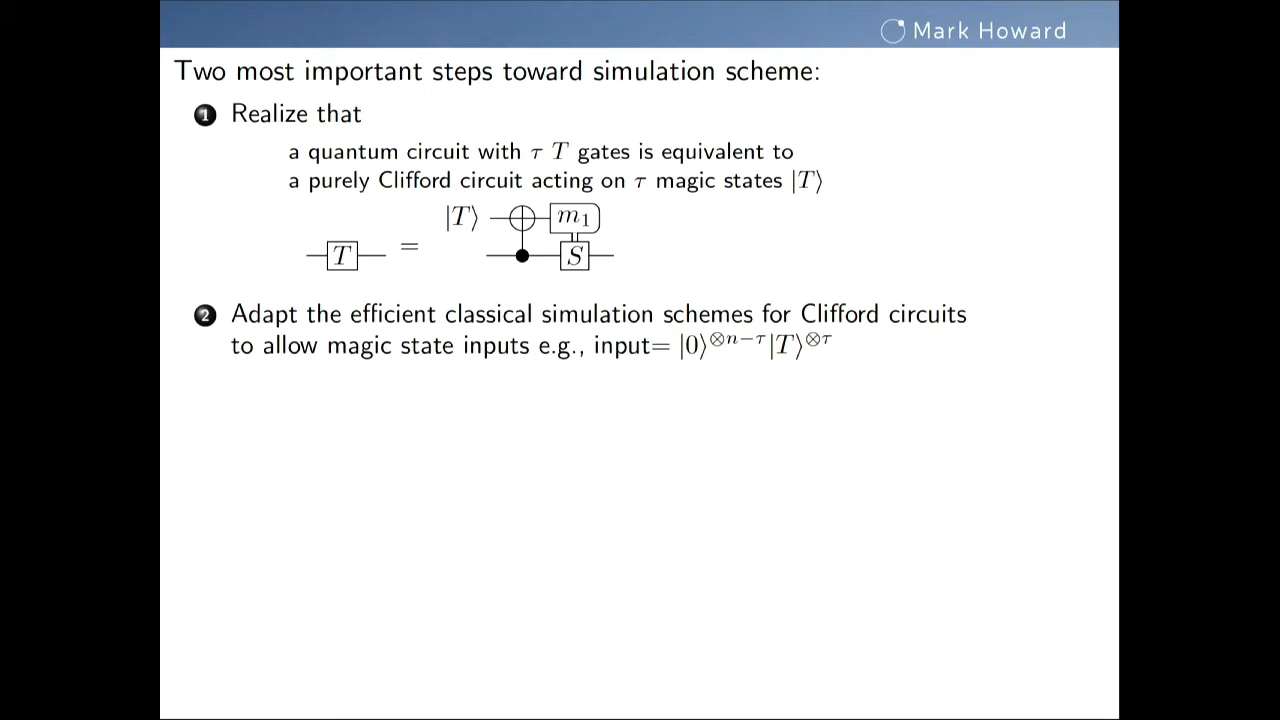 Mark Howard
Two most important steps toward simulation scheme:
1 Realize that
a quantum circuit with τ T gates is equivalent to
a purely Clifford circuit acting on τ magic states |T⟩
|T⟩ m₁
T = S
2 Adapt the efficient classical simulation schemes for Clifford circuits
to allow magic state inputs e.g., input= |0⟩^{⊗n−τ}|T⟩^{⊗τ}